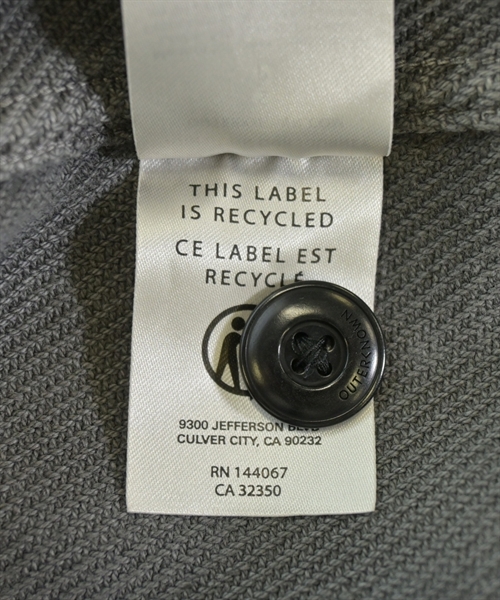 THIS LABEL
IS RECYCLED
CE LABEL EST
RECYCLÉ
OUTERKNOWN
9300 JEFFERSON BLVD
CULVER CITY, CA 90232
RN 144067
CA 32350